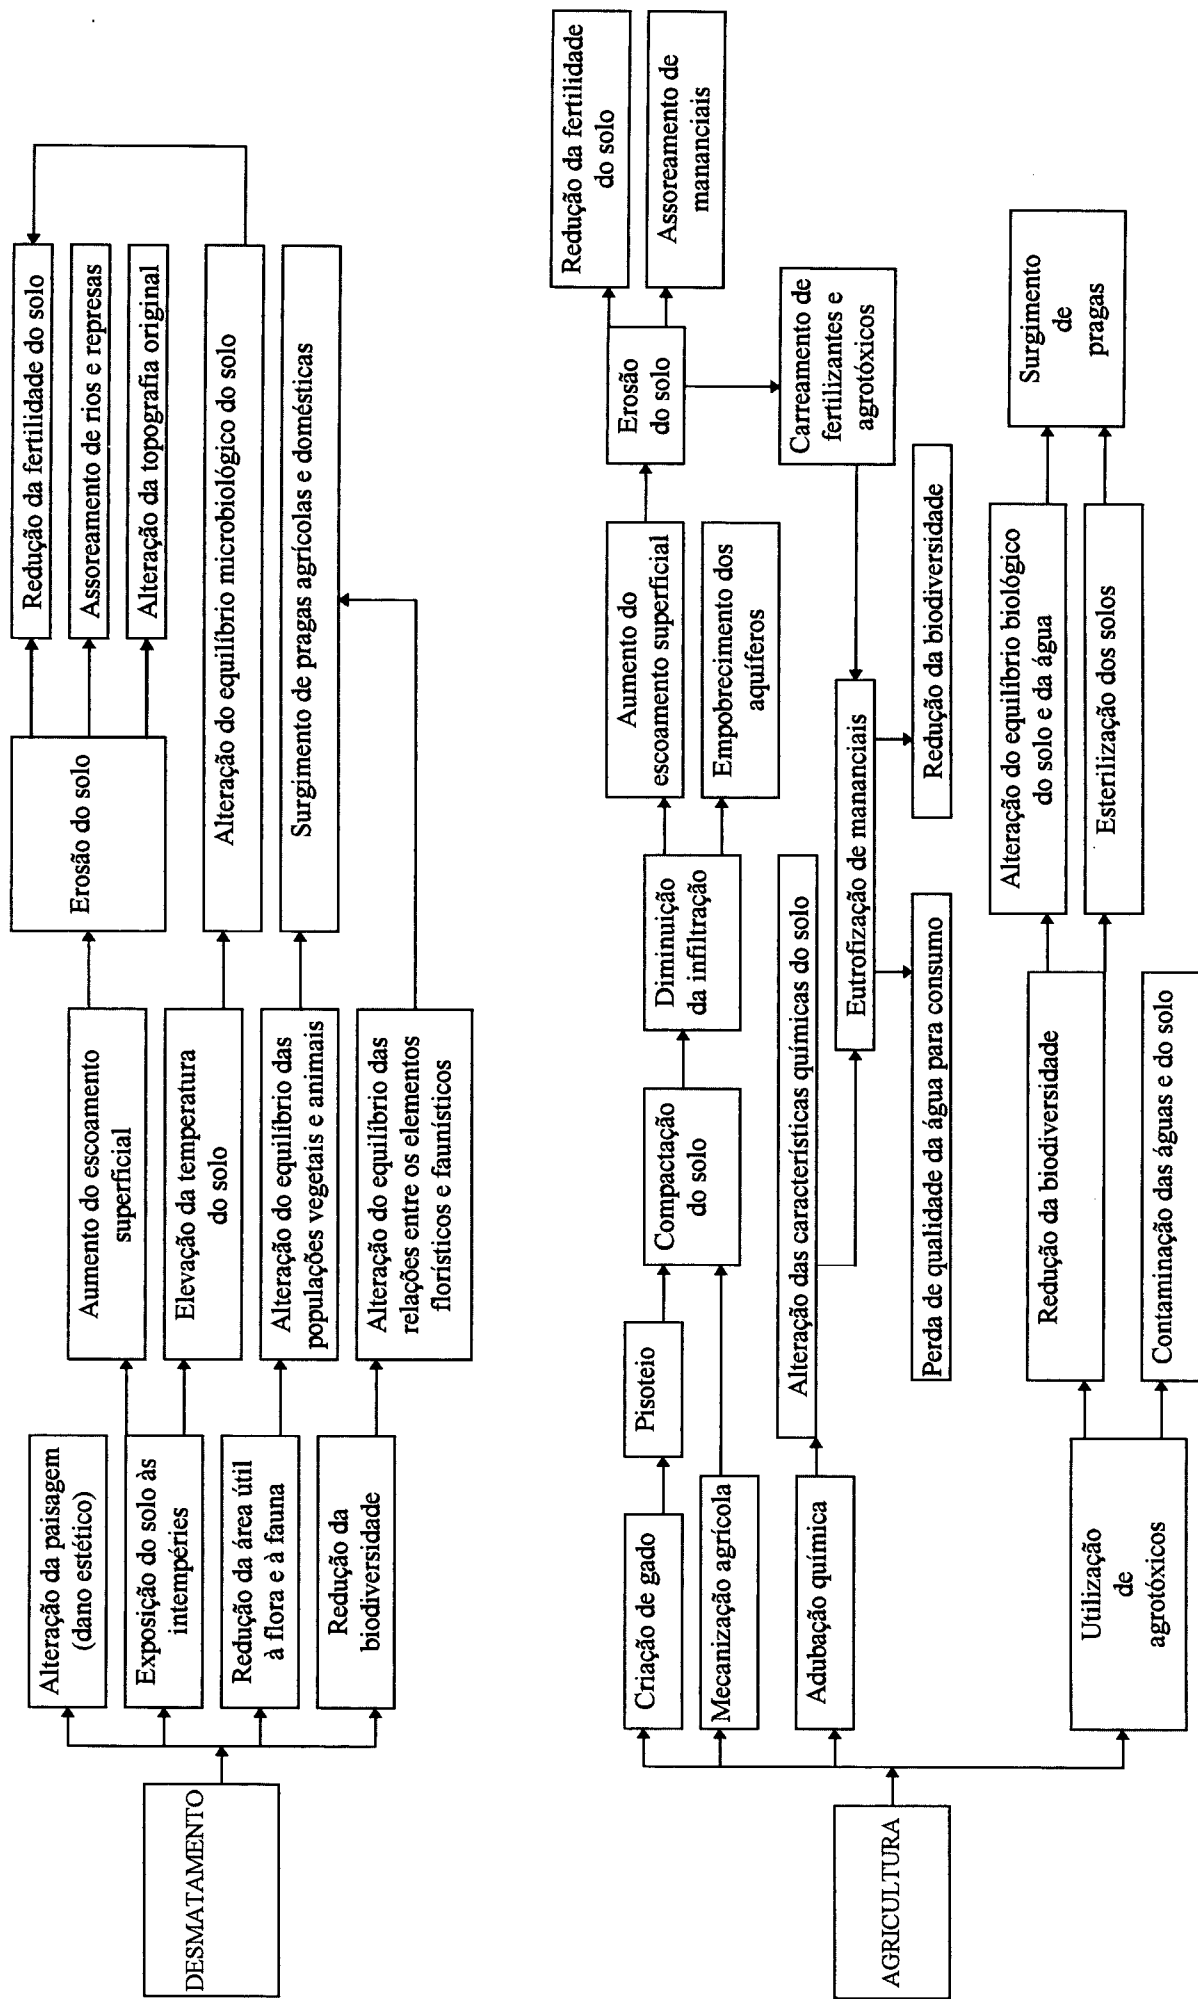 DESMATAMENTO
Alteração da paisagem
(dano estético)
Exposição do solo às
intempéries
Redução da área útil
à flora e à fauna
Redução da
biodiversidade
Aumento do escoamento
superficial
Elevação da temperatura
do solo
Alteração do equilíbrio das
populações vegetais e animais
Alteração do equilíbrio das
relações entre os elementos
florísticos e faunísticos
Erosão do solo
Redução da fertilidade do solo
Assoreamento de rios e represas
Alteração da topografia original
Alteração do equilíbrio microbiológico do solo
Surgimento de pragas agrícolas e domésticas
AGRICULTURA
Criação de gado
Mecanização agrícola
Adubação química
Utilização
de
agrotóxicos
Pisoteio
Compactação
do solo
Diminuição
da infiltração
Aumento do
escoamento superficial
Empobrecimento dos
aquíferos
Erosão
do solo
Redução da fertilidade
do solo
Assoreamento de
mananciais
Carreamento de
fertilizantes e
agrotóxicos
Alteração das características químicas do solo
Eutrofização de mananciais
Perda de qualidade da água para consumo
Redução da biodiversidade
Redução da biodiversidade
Contaminação das águas e do solo
Alteração do equilíbrio biológico
do solo e da água
Esterilização dos solos
Surgimento
de
pragas